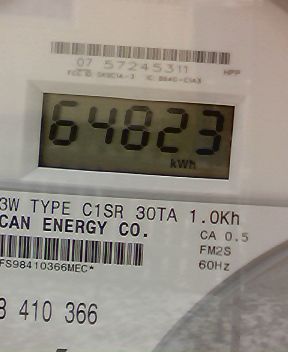 07 57245311
64823
kWh
3W TYPE C1SR 30TA 1.0Kh
CAN ENERGY CO.
CA 0.5
FM2S
60Hz
FS98410366MEC*
8 410 366